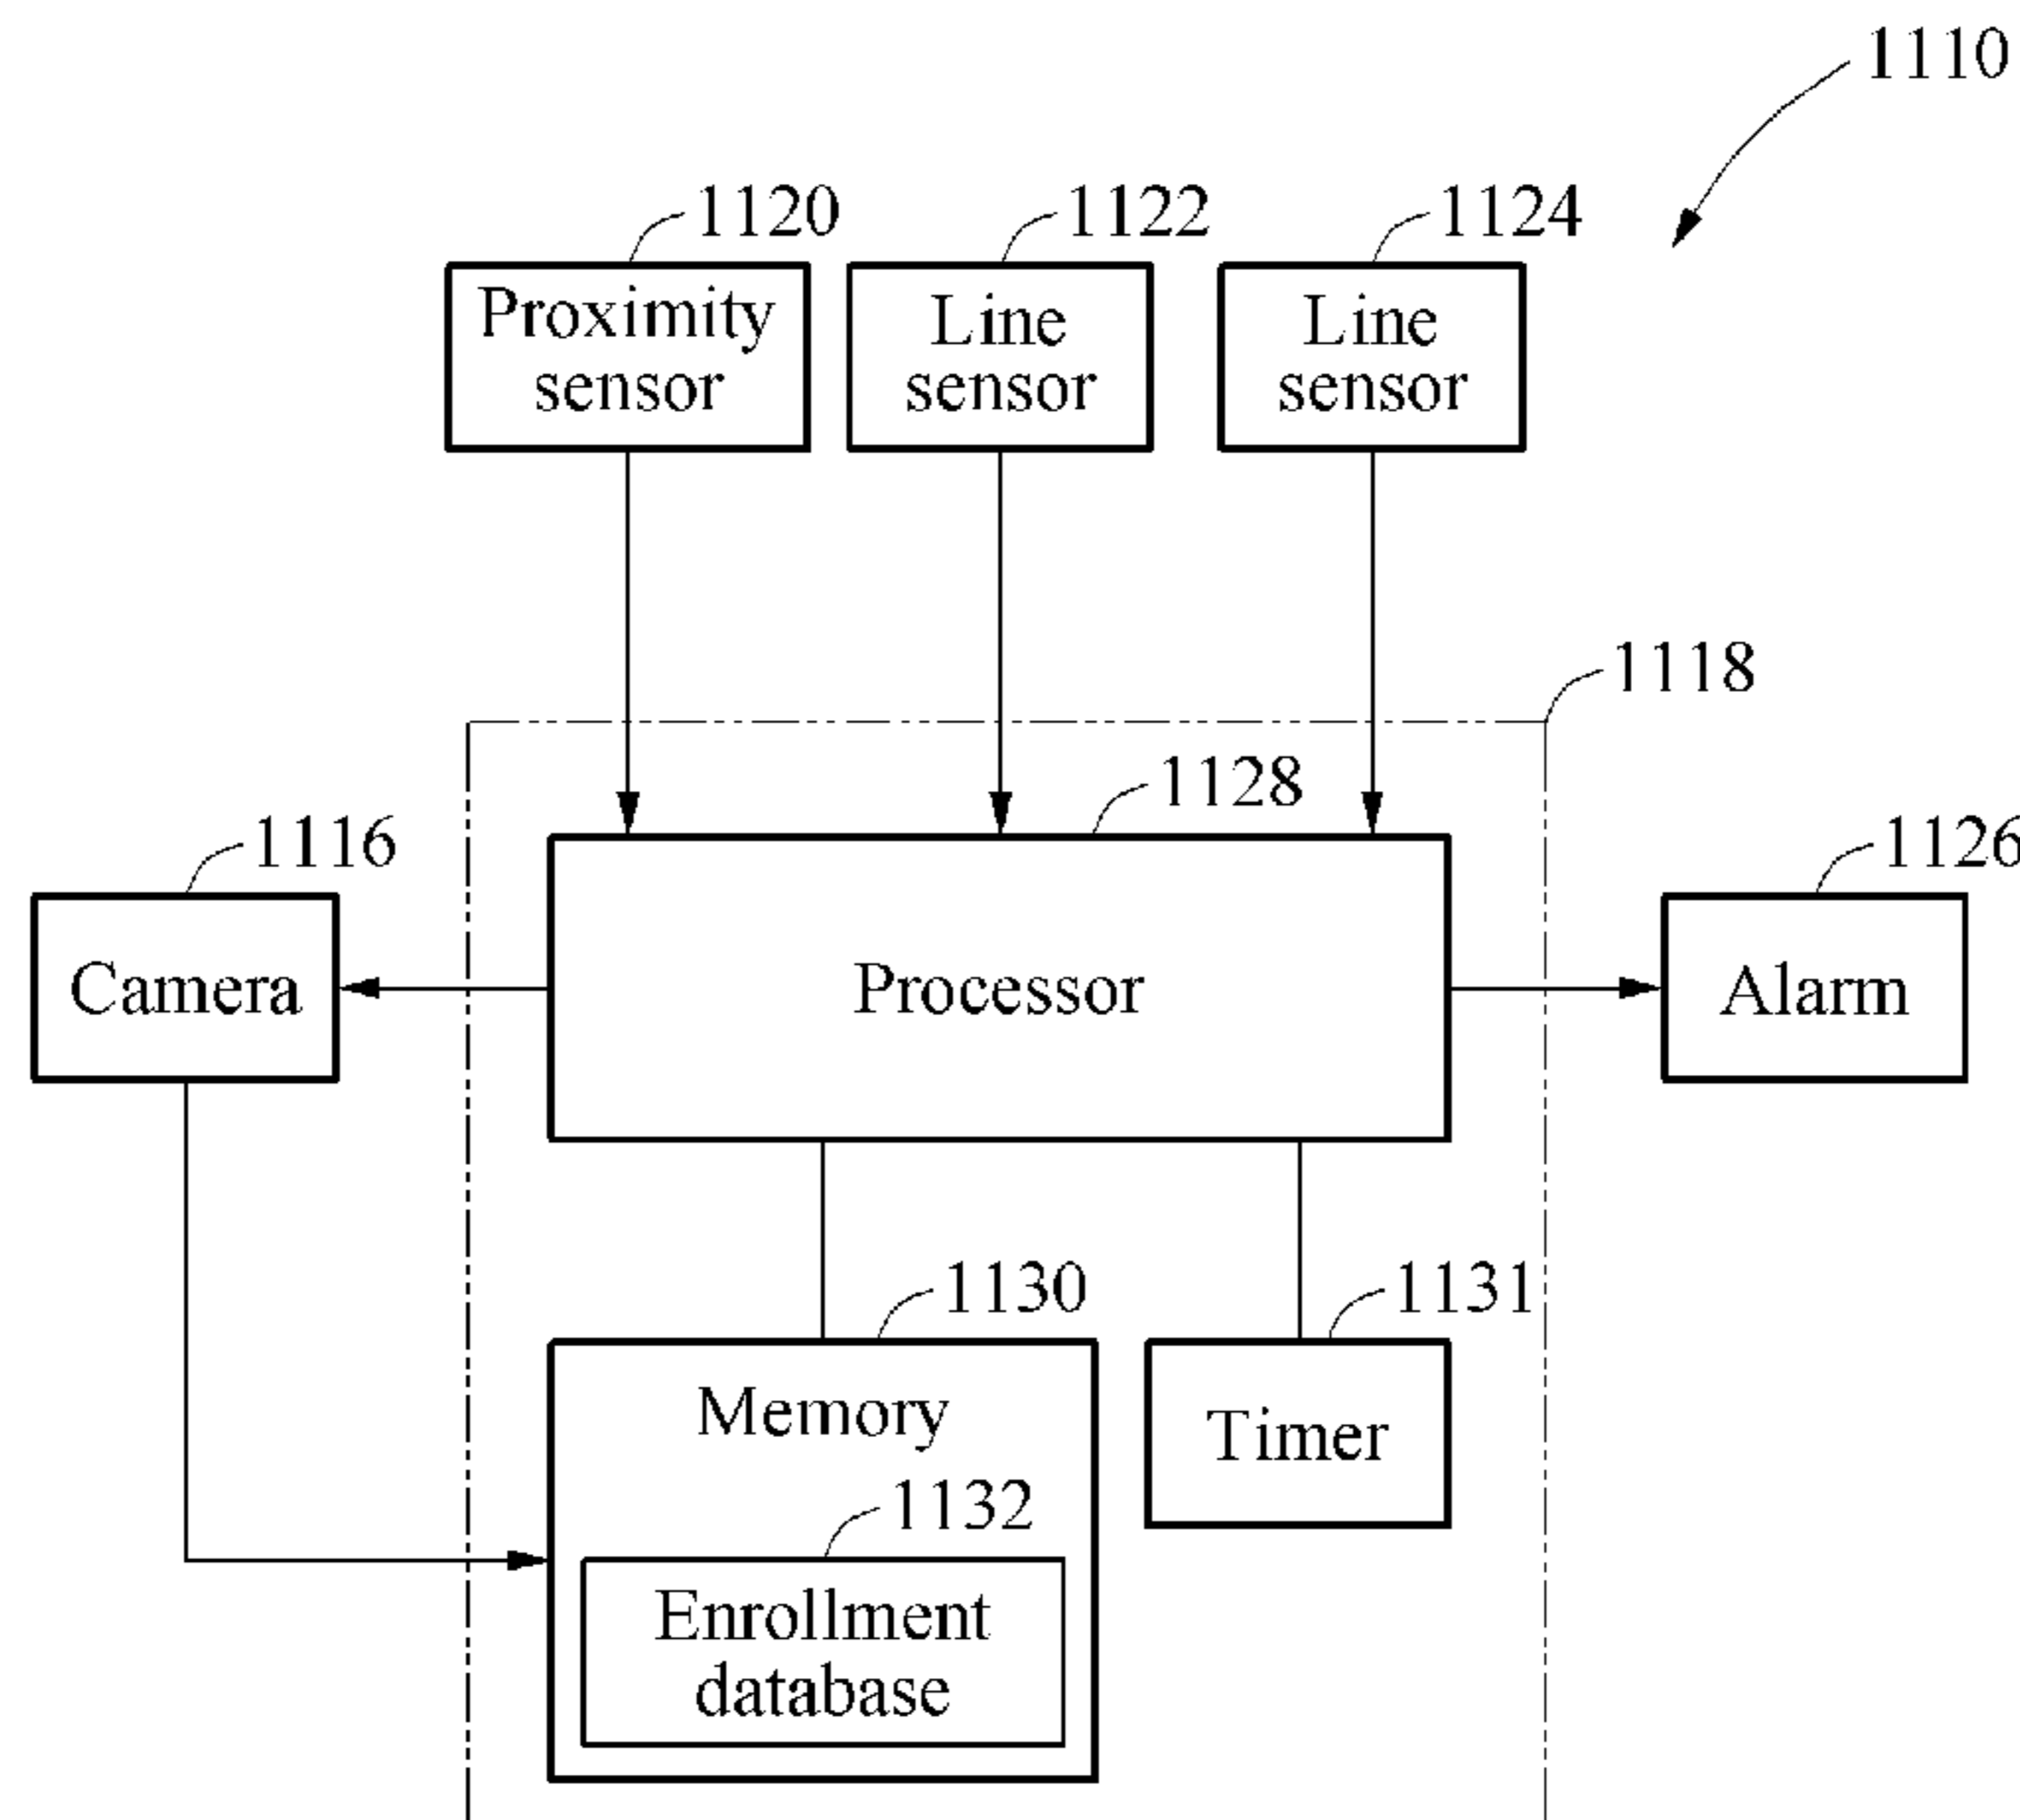 1110
1120
1122
1124
Proximity
sensor
Line
sensor
Line
sensor
1118
1128
1116
1126
Camera
Processor
Alarm
1130
1131
Memory
Timer
1132
Enrollment
database